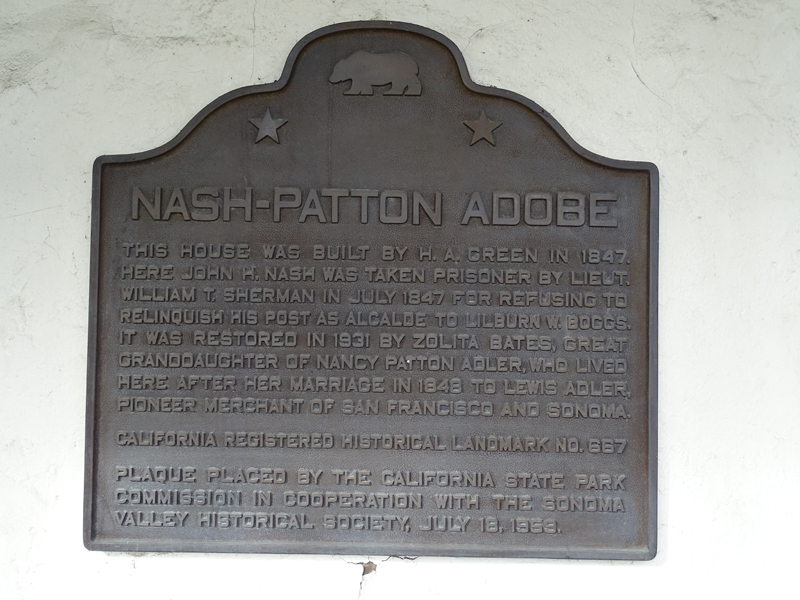 NASH-PATTON ADOBE
THIS HOUSE WAS BUILT BY H. A. GREEN IN 1847.
HERE JOHN H. NASH WAS TAKEN PRISONER BY LIEUT.
WILLIAM T. SHERMAN IN JULY 1847 FOR REFUSING TO
RELINQUISH HIS POST AS ALCALDE TO LILBURN W. BOGGS.
IT WAS RESTORED IN 1931 BY ZOLITA BATES, GREAT
GRANDDAUGHTER OF NANCY PATTON ADLER, WHO LIVED
HERE AFTER HER MARRIAGE IN 1848 TO LEWIS ADLER,
PIONEER MERCHANT OF SAN FRANCISCO AND SONOMA.
CALIFORNIA REGISTERED HISTORICAL LANDMARK NO. 667
PLAQUE PLACED BY THE CALIFORNIA STATE PARK
COMMISSION IN COOPERATION WITH THE SONOMA
VALLEY HISTORICAL SOCIETY, JULY 18, 1959.